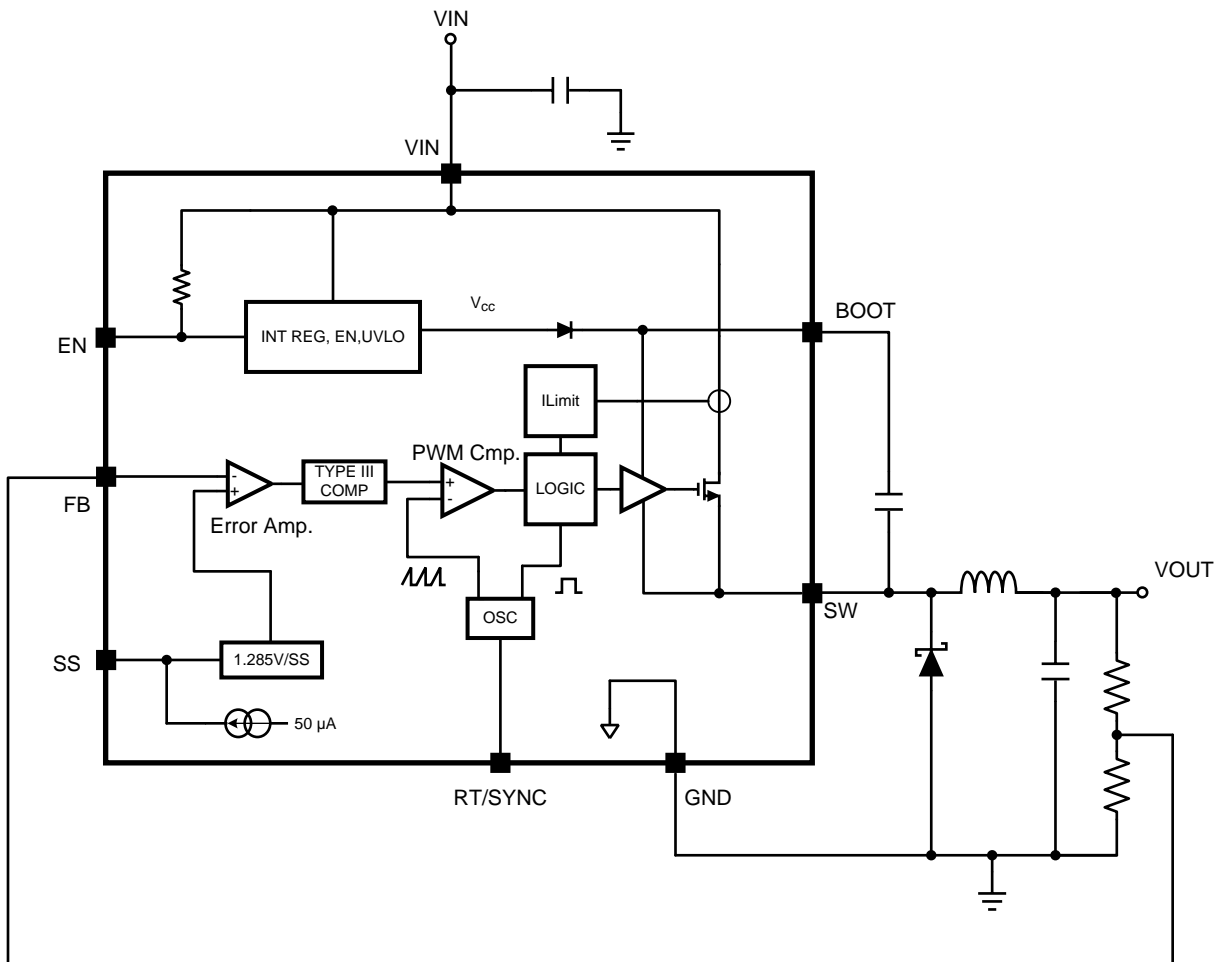 VIN
VIN
V_cc
BOOT
EN
INT REG, EN,UVLO
ILimit
PWM Cmp.
FB
-
+
TYPE III
COMP
+
-
LOGIC
Error Amp.
VOUT
OSC
SW
SS
1.285V/SS
50 µA
RT/SYNC
GND